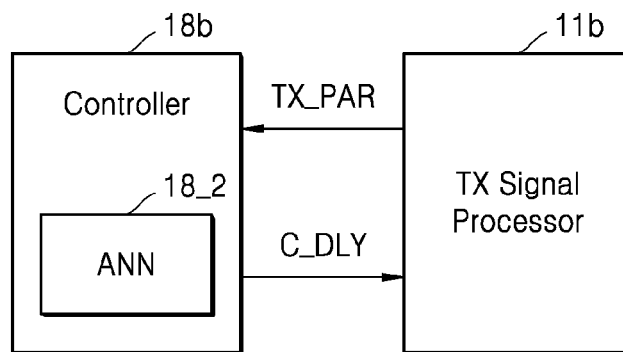 18b
11b
Controller
TX_PAR
18_2
ANN
TX Signal
Processor
C_DLY